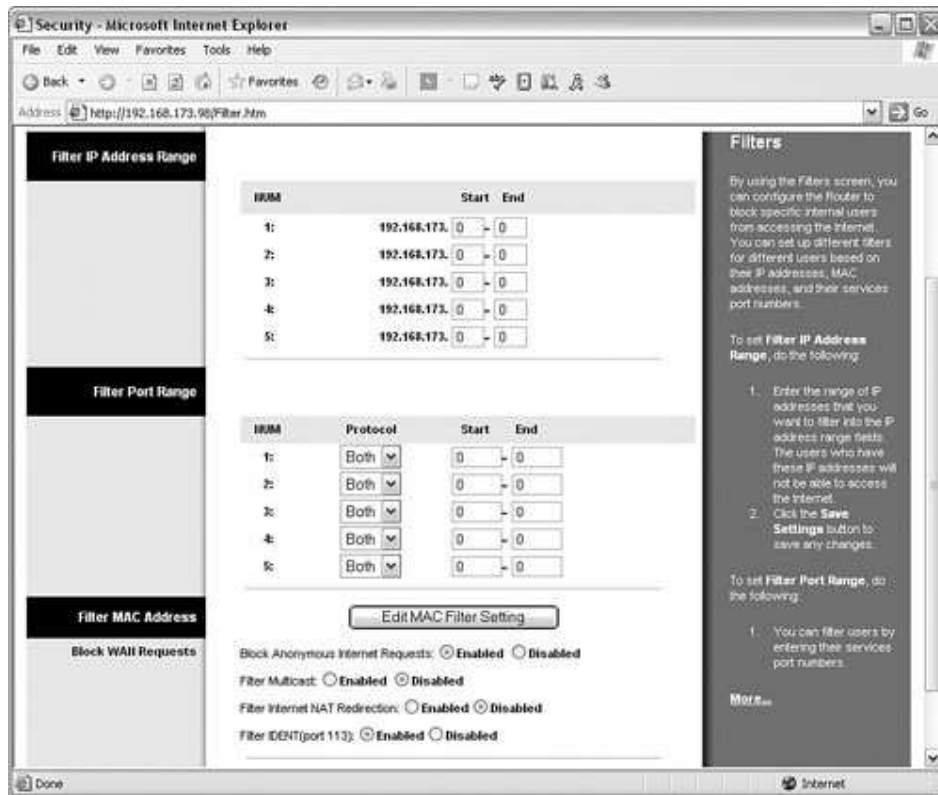 Security - Microsoft Internet Explorer
File Edit View Favorites Tools Help
Back Favorites
Address http://192.168.173.98/Filter.htm Go
Filter IP Address Range
NUM Start End
1: 192.168.173. 0 - 0
2: 192.168.173. 0 - 0
3: 192.168.173. 0 - 0
4: 192.168.173. 0 - 0
5: 192.168.173. 0 - 0
Filter Port Range
NUM Protocol Start End
1: Both 0 - 0
2: Both 0 - 0
3: Both 0 - 0
4: Both 0 - 0
5: Both 0 - 0
Filter MAC Address
Edit MAC Filter Setting
Block WAN Requests
Block Anonymous Internet Requests: Enabled Disabled
Filter Multicast: Enabled Disabled
Filter Internet NAT Redirection: Enabled Disabled
Filter IDENT(port 113): Enabled Disabled
Filters
By using the Filters screen, you
can configure the Router to
block specific internal users
from accessing the Internet.
You can set up different filters
for different users based on
their IP addresses, MAC
addresses, and their services
port numbers.
To set Filter IP Address
Range, do the following:
1. Enter the range of IP
addresses that you
want to filter into the IP
address range fields.
The users who have
these IP addresses will
not be able to access
the Internet.
2. Click the Save
Settings button to
save any changes.
To set Filter Port Range, do
the following:
1. You can filter users by
entering their services
port numbers.
More...
Done Internet